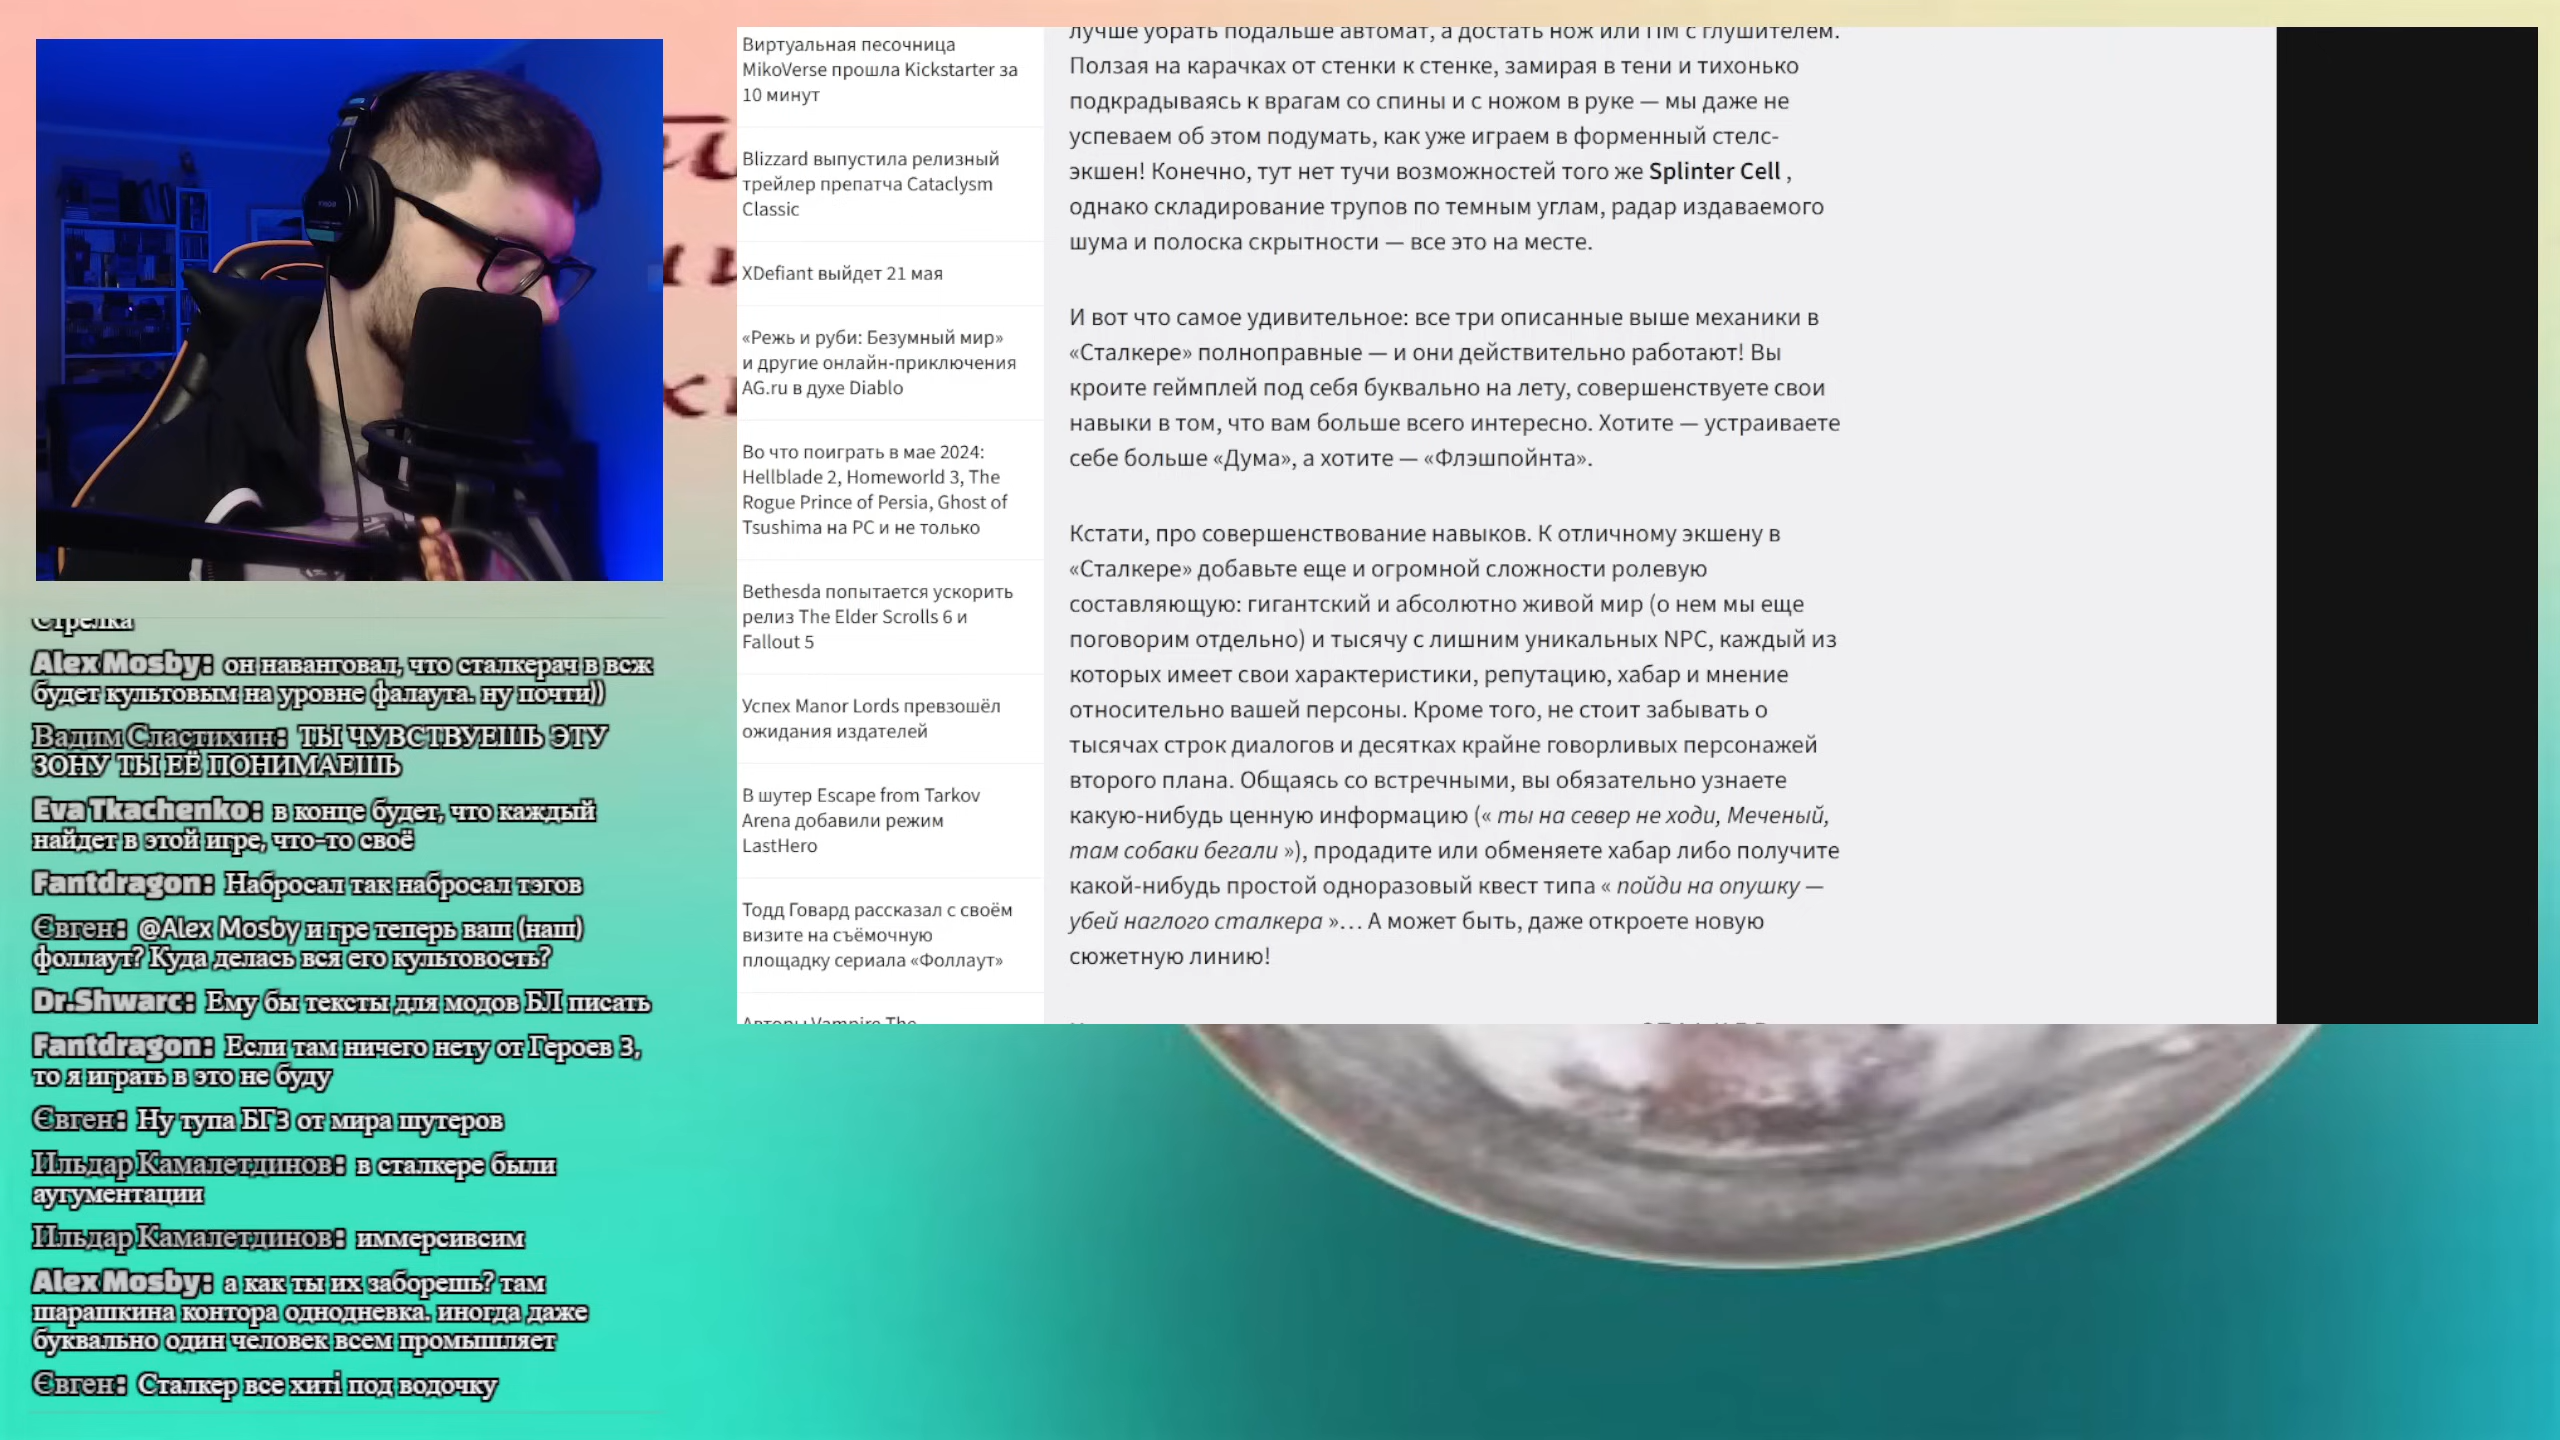 Виртуальная песочница
MikoVerse прошла Kickstarter за
10 минут
Blizzard выпустила релизный
трейлер препатча Cataclysm
Classic
XDefiant выйдет 21 мая
«Режь и руби: Безумный мир»
и другие онлайн-приключения
AG.ru в духе Diablo
Во что поиграть в мае 2024:
Hellblade 2, Homeworld 3, The
Rogue Prince of Persia, Ghost of
Tsushima на PC и не только
Bethesda попытается ускорить
релиз The Elder Scrolls 6 и
Fallout 5
Успех Manor Lords превзошёл
ожидания издателей
В шутер Escape from Tarkov
Arena добавили режим
LastHero
Тодд Говард рассказал с своём
визите на съёмочную
площадку сериала «Фоллаут»
Авторы Vampire The
лучше убрать подальше автомат, а достать нож или ПМ с глушителем.
Ползая на карачках от стенки к стенке, замирая в тени и тихонько
подкрадываясь к врагам со спины и с ножом в руке — мы даже не
успеваем об этом подумать, как уже играем в форменный стелс-
экшен! Конечно, тут нет тучи возможностей того же Splinter Cell ,
однако складирование трупов по темным углам, радар издаваемого
шума и полоска скрытности — все это на месте.
И вот что самое удивительное: все три описанные выше механики в
«Сталкере» полноправные — и они действительно работают! Вы
кроите геймплей под себя буквально на лету, совершенствуете свои
навыки в том, что вам больше всего интересно. Хотите — устраиваете
себе больше «Дума», а хотите — «Флэшпойнта».
Кстати, про совершенствование навыков. К отличному экшену в
«Сталкере» добавьте еще и огромной сложности ролевую
составляющую: гигантский и абсолютно живой мир (о нем мы еще
поговорим отдельно) и тысячу с лишним уникальных NPC, каждый из
которых имеет свои характеристики, репутацию, хабар и мнение
относительно вашей персоны. Кроме того, не стоит забывать о
тысячах строк диалогов и десятках крайне говорливых персонажей
второго плана. Общаясь со встречными, вы обязательно узнаете
какую-нибудь ценную информацию (« ты на север не ходи, Меченый,
там собаки бегали »), продадите или обменяете хабар либо получите
какой-нибудь простой одноразовый квест типа « пойди на опушку —
убей наглого сталкера »… А может быть, даже откроете новую
сюжетную линию!
Стрелка
Alex Mosby: он наванговал, что сталкерач в всж
будет культовым на уровне фалаута. ну почти))
Вадим Сластихин: ТЫ ЧУВСТВУЕШЬ ЭТУ
ЗОНУ ТЫ ЕЁ ПОНИМАЕШЬ
Eva Tkachenko: в конце будет, что каждый
найдет в этой игре, что-то своё
Fantdragon: Набросал так набросал тэгов
Євген: @Alex Mosby и гре теперь ваш (наш)
фоллаут? Куда делась вся его культовость?
Dr.Shwarc: Ему бы тексты для модов БЛ писать
Fantdragon: Если там ничего нету от Героев 3,
то я играть в это не буду
Євген: Ну тупа БГ3 от мира шутеров
Ильдар Камалетдинов: в сталкере были
аугументации
Ильдар Камалетдинов: иммерсивсим
Alex Mosby: а как ты их заборешь? там
шарашкина контора однодневка. иногда даже
буквально один человек всем промышляет
Євген: Сталкер все хиті под водочку